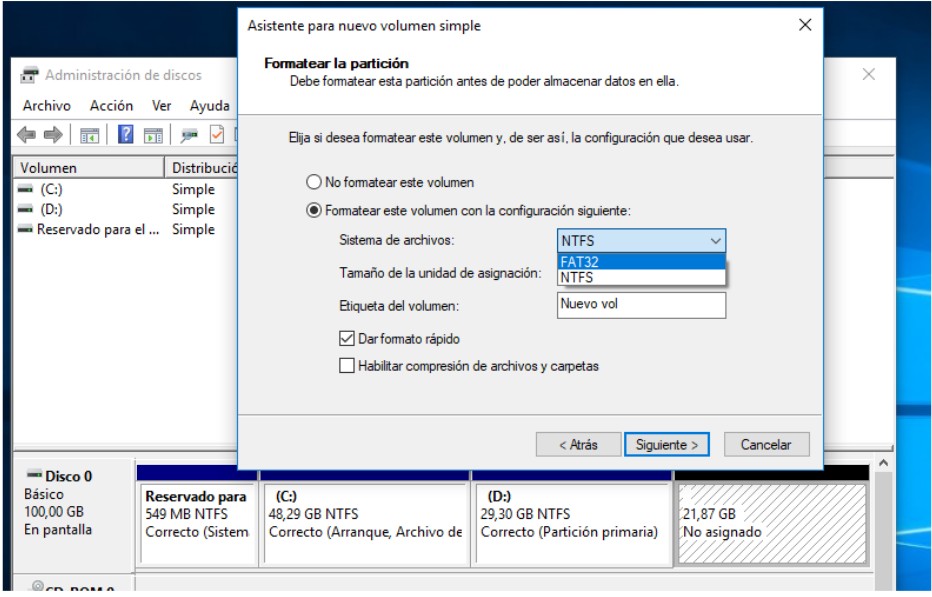 Asistente para nuevo volumen simple
Formatear la partición
Debe formatear esta partición antes de poder almacenar datos en ella.
Administración de discos
Archivo Acción Ver Ayuda
Elija si desea formatear este volumen y, de ser así, la configuración que desea usar.
Volumen Distribució
(C:) Simple
(D:) Simple
Reservado para el ... Simple
No formatear este volumen
Formatear este volumen con la configuración siguiente:
Sistema de archivos: NTFS
FAT32
NTFS
Tamaño de la unidad de asignación:
Etiqueta del volumen: Nuevo vol
Dar formato rápido
Habilitar compresión de archivos y carpetas
< Atrás Siguiente > Cancelar
Disco 0
Básico
100,00 GB
En pantalla
Reservado para
549 MB NTFS
Correcto (Sistem
(C:)
48,29 GB NTFS
Correcto (Arranque, Archivo de
(D:)
29,30 GB NTFS
Correcto (Partición primaria)
21,87 GB
No asignado
CD-ROM 0